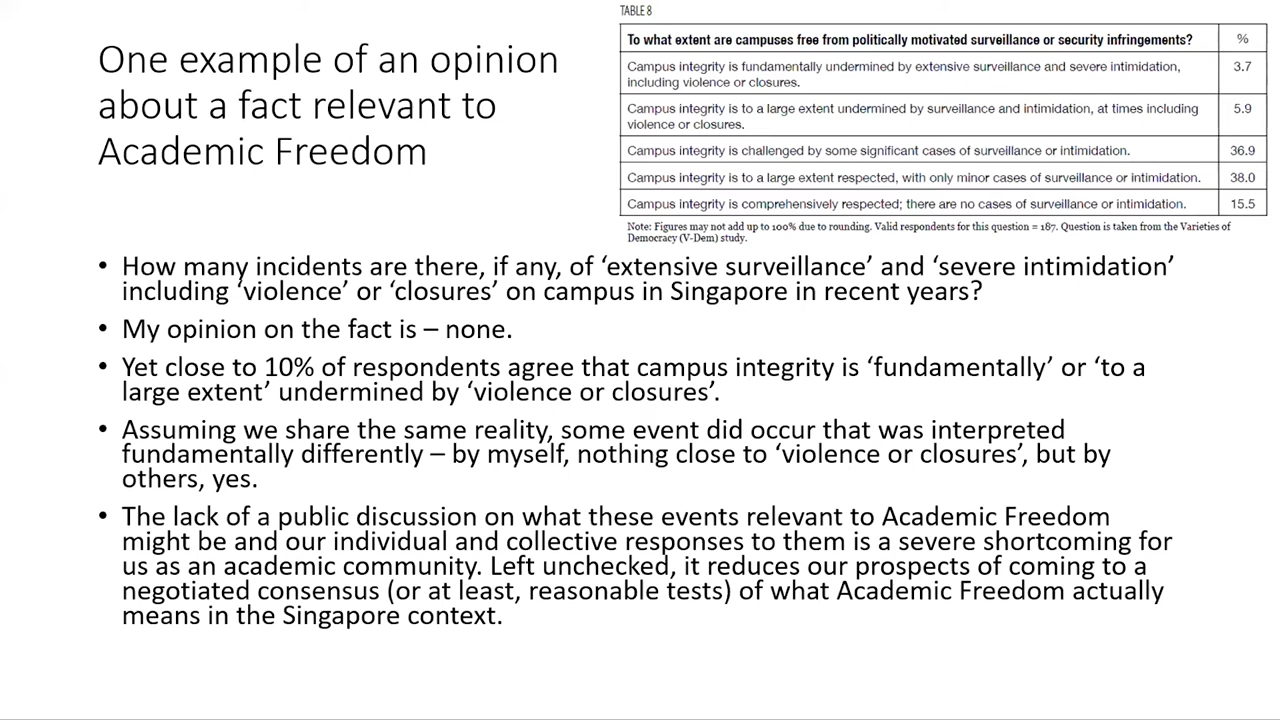 One example of an opinion
about a fact relevant to
Academic Freedom
TABLE 8
To what extent are campuses free from politically motivated surveillance or security infringements? %
Campus integrity is fundamentally undermined by extensive surveillance and severe intimidation, 3.7
including violence or closures.
Campus integrity is to a large extent undermined by surveillance and intimidation, at times including 5.9
violence or closures.
Campus integrity is challenged by some significant cases of surveillance or intimidation. 36.9
Campus integrity is to a large extent respected, with only minor cases of surveillance or intimidation. 38.0
Campus integrity is comprehensively respected; there are no cases of surveillance or intimidation. 15.5
Note: Figures may not add up to 100% due to rounding. Valid respondents for this question = 187. Question is taken from the Varieties of
Democracy (V-Dem) study.
• How many incidents are there, if any, of ‘extensive surveillance’ and ‘severe intimidation’
including ‘violence’ or ‘closures’ on campus in Singapore in recent years?
• My opinion on the fact is – none.
• Yet close to 10% of respondents agree that campus integrity is ‘fundamentally’ or ‘to a
large extent’ undermined by ‘violence or closures’.
• Assuming we share the same reality, some event did occur that was interpreted
fundamentally differently – by myself, nothing close to ‘violence or closures’, but by
others, yes.
• The lack of a public discussion on what these events relevant to Academic Freedom
might be and our individual and collective responses to them is a severe shortcoming for
us as an academic community. Left unchecked, it reduces our prospects of coming to a
negotiated consensus (or at least, reasonable tests) of what Academic Freedom actually
means in the Singapore context.